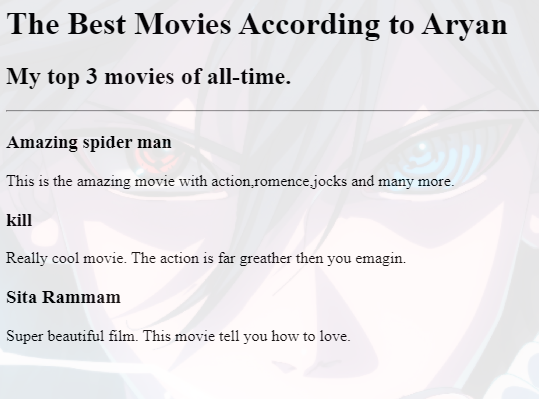 The Best Movies According to Aryan
My top 3 movies of all-time.
Amazing spider man
This is the amazing movie with action,romence,jocks and many more.
kill
Really cool movie. The action is far greather then you emagin.
Sita Rammam
Super beautiful film. This movie tell you how to love.